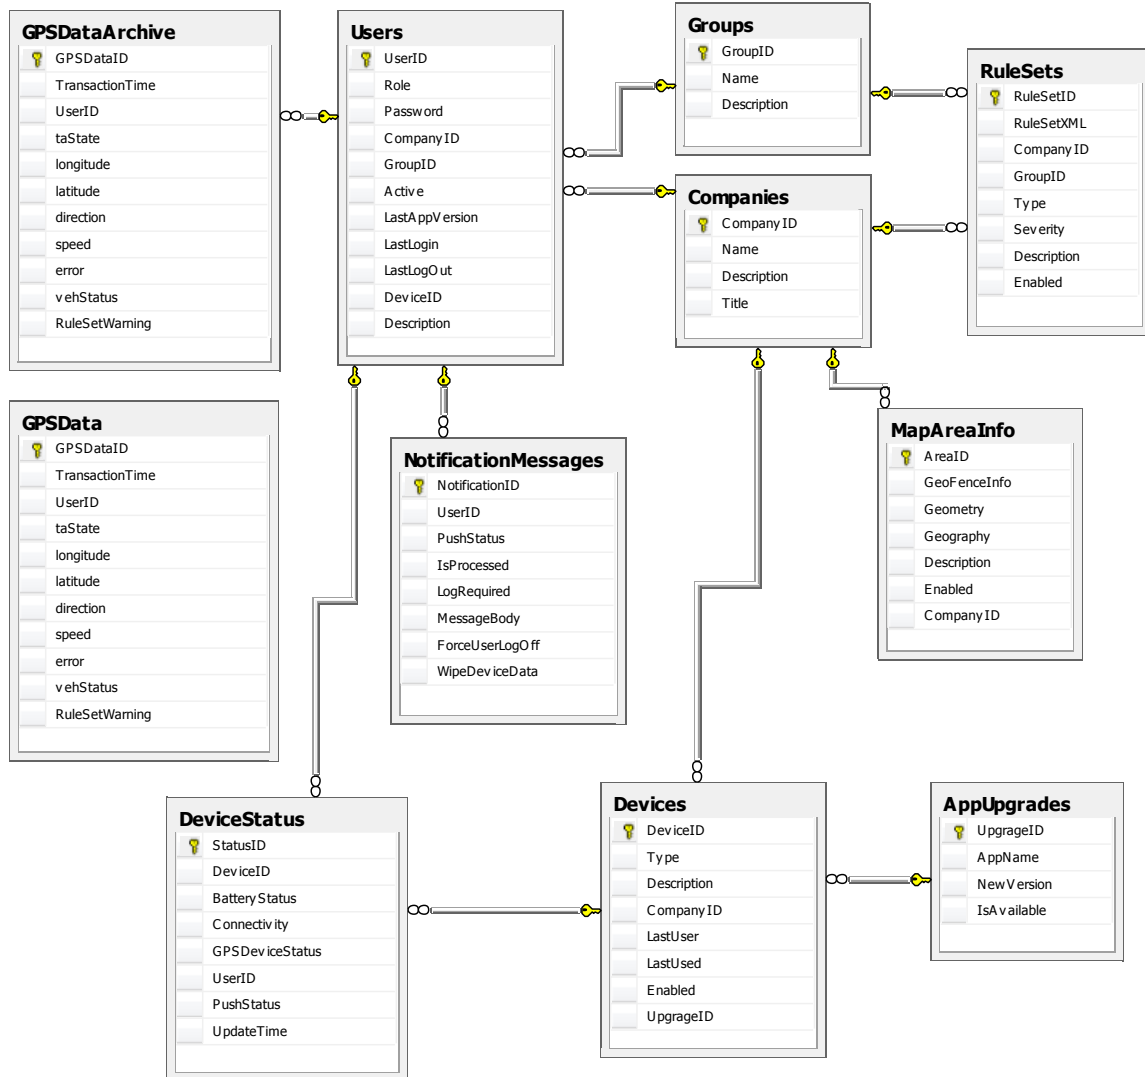 GPSDataArchive
GPSDataID
TransactionTime
UserID
taState
longitude
latitude
direction
speed
error
vehStatus
RuleSetWarning
Users
UserID
Role
Password
CompanyID
GroupID
Active
LastAppVersion
LastLogin
LastLogOut
DeviceID
Description
Groups
GroupID
Name
Description
RuleSets
RuleSetID
RuleSetXML
CompanyID
GroupID
Type
Severity
Description
Enabled
Companies
CompanyID
Name
Description
Title
GPSData
GPSDataID
TransactionTime
UserID
taState
longitude
latitude
direction
speed
error
vehStatus
RuleSetWarning
NotificationMessages
NotificationID
UserID
PushStatus
IsProcessed
LogRequired
MessageBody
ForceUserLogOff
WipeDeviceData
MapAreaInfo
AreaID
GeoFenceInfo
Geometry
Geography
Description
Enabled
CompanyID
DeviceStatus
StatusID
DeviceID
BatteryStatus
Connectivity
GPSDeviceStatus
UserID
PushStatus
UpdateTime
Devices
DeviceID
Type
Description
CompanyID
LastUser
LastUsed
Enabled
UpgrageID
AppUpgrades
UpgrageID
AppName
NewVersion
IsAvailable